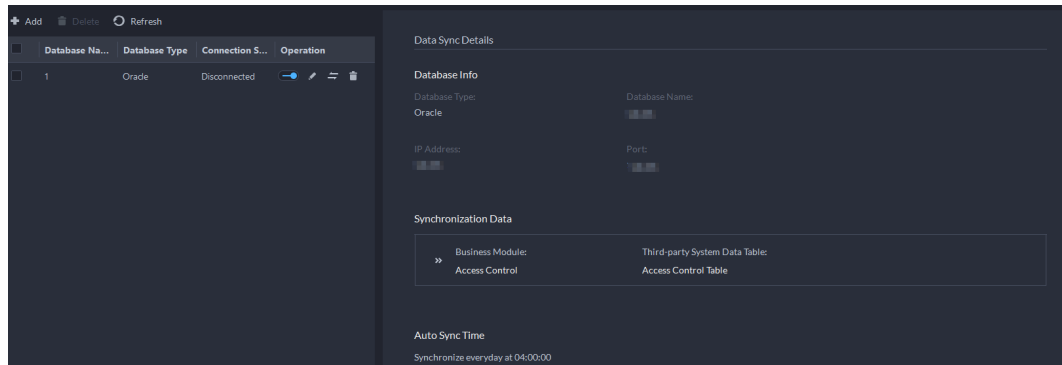 Add Delete Refresh
Database Na... Database Type Connection S... Operation
1 Oracle Disconnected
Data Sync Details
Database Info
Database Type: Database Name:
Oracle
IP Address: Port:
Synchronization Data
Business Module: Third-party System Data Table:
Access Control Access Control Table
Auto Sync Time
Synchronize everyday at 04:00:00